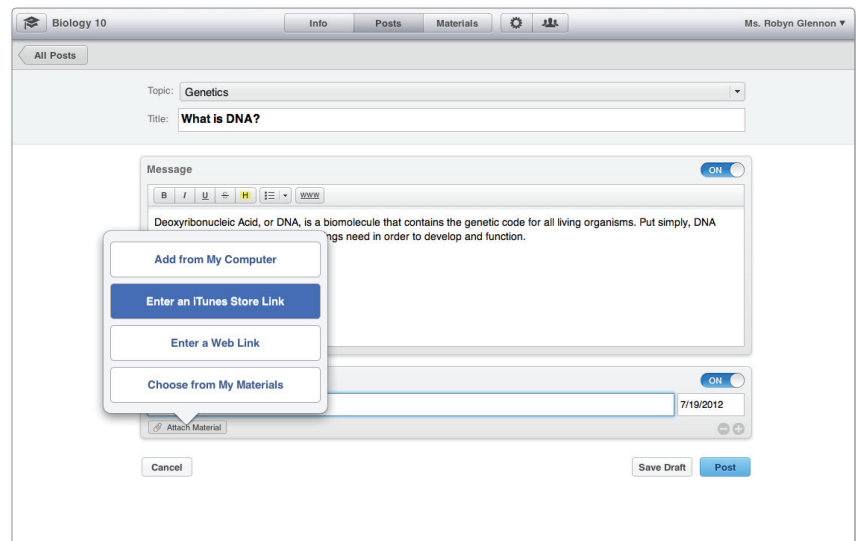 Biology 10
Info
Posts
Materials
Ms. Robyn Glennon ▼
All Posts
Topic: Genetics
Title: What is DNA?
Message
ON
B I U S H WWW
Deoxyribonucleic Acid, or DNA, is a biomolecule that contains the genetic code for all living organisms. Put simply, DNA
ngs need in order to develop and function.
Add from My Computer
Enter an iTunes Store Link
Enter a Web Link
Choose from My Materials
ON
7/19/2012
Attach Material
Cancel
Save Draft
Post